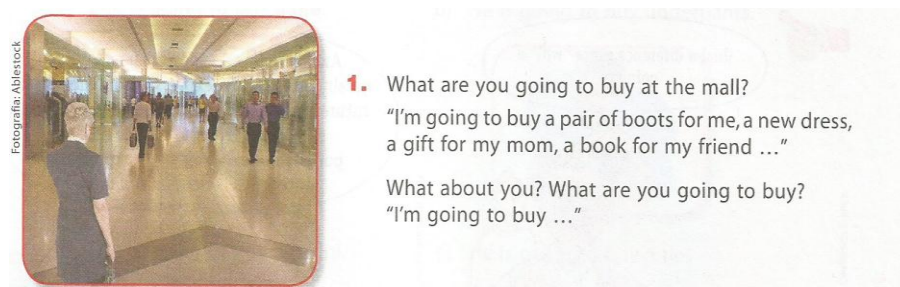 Fotografia: Ablestock
1. What are you going to buy at the mall?
“I’m going to buy a pair of boots for me, a new dress,
a gift for my mom, a book for my friend ...”
What about you? What are you going to buy?
“I’m going to buy ...”